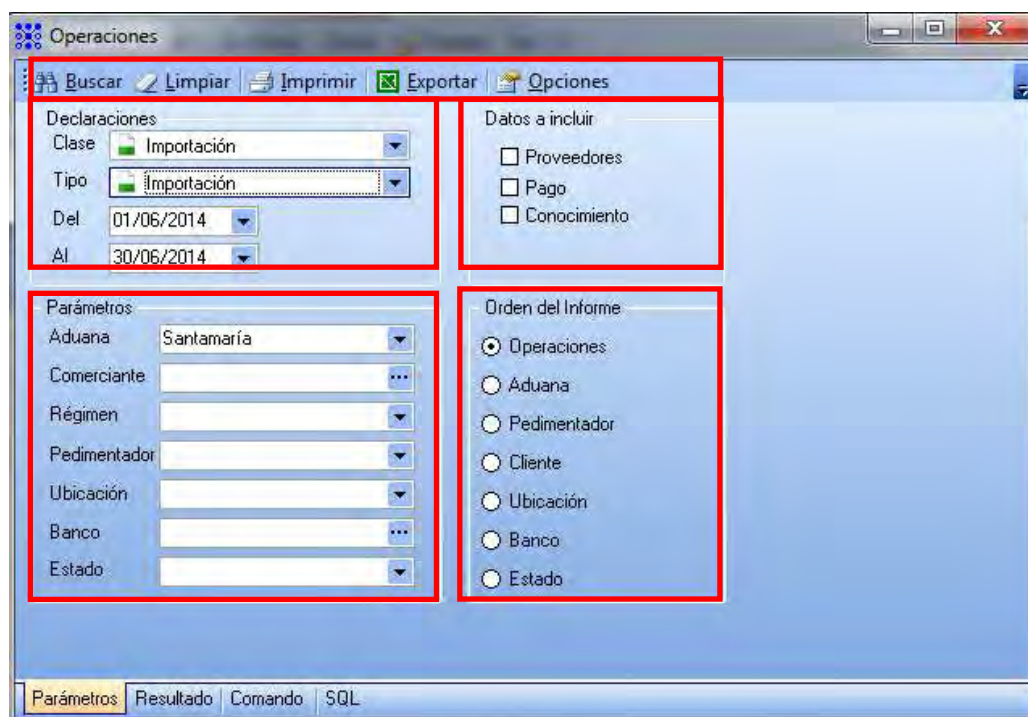 Operaciones
Buscar Limpiar Imprimir Exportar Opciones
Declaraciones
Clase Importación
Tipo Importación
Del 01/06/2014
Al 30/06/2014
Datos a incluir
Proveedores
Pago
Conocimiento
Parámetros
Aduana Santamaría
Comerciante
Régimen
Pedimentador
Ubicación
Banco
Estado
Orden del Informe
Operaciones
Aduana
Pedimentador
Cliente
Ubicación
Banco
Estado
Parámetros Resultado Comando SQL